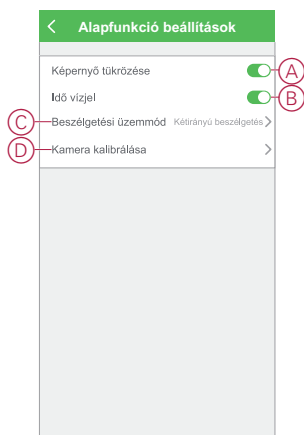 Alapfunkció beállítások
Képernyő tükrözése A
Idő vízjel B
C Beszélgetési üzemmód Kétirányú beszélgetés
D Kamera kalibrálása